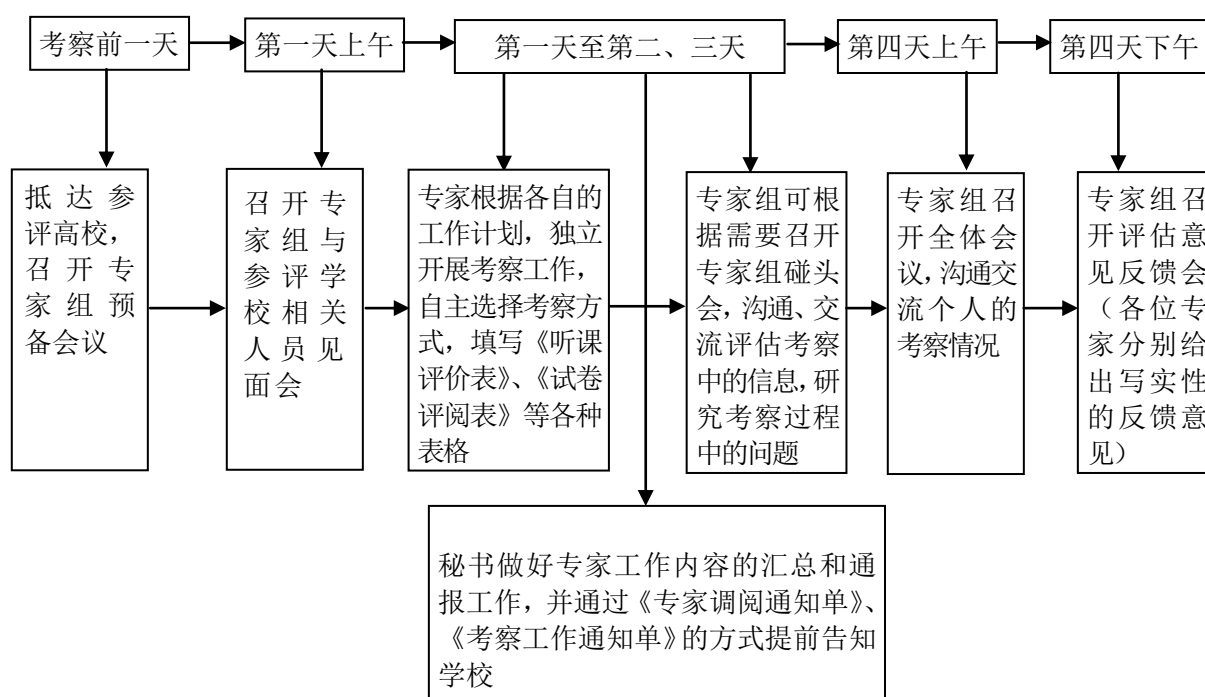 考察前一天
第一天上午
第一天至第二、三天
第四天上午
第四天下午
抵达参
评高校，
召开专
家组预
备会议
召开专
家组与
参评学
校相关
人员见
面会
专家根据各自的
工作计划，独立
开展考察工作，
自主选择考察方
式，填写《听课
评价表》、《试卷
评阅表》等各种
表格
专家组可根
据需要召开
专家组碰头
会，沟通、交
流评估考察
中的信息，研
究考察过程
中的问题
专家组召
开全体会
议，沟通交
流个人的
考察情况
专家组召
开评估意
见反馈会
（各位专
家分别给
出写实性
的反馈意
见）
秘书做好专家工作内容的汇总和通
报工作，并通过《专家调阅通知单》、
《考察工作通知单》的方式提前告知
学校